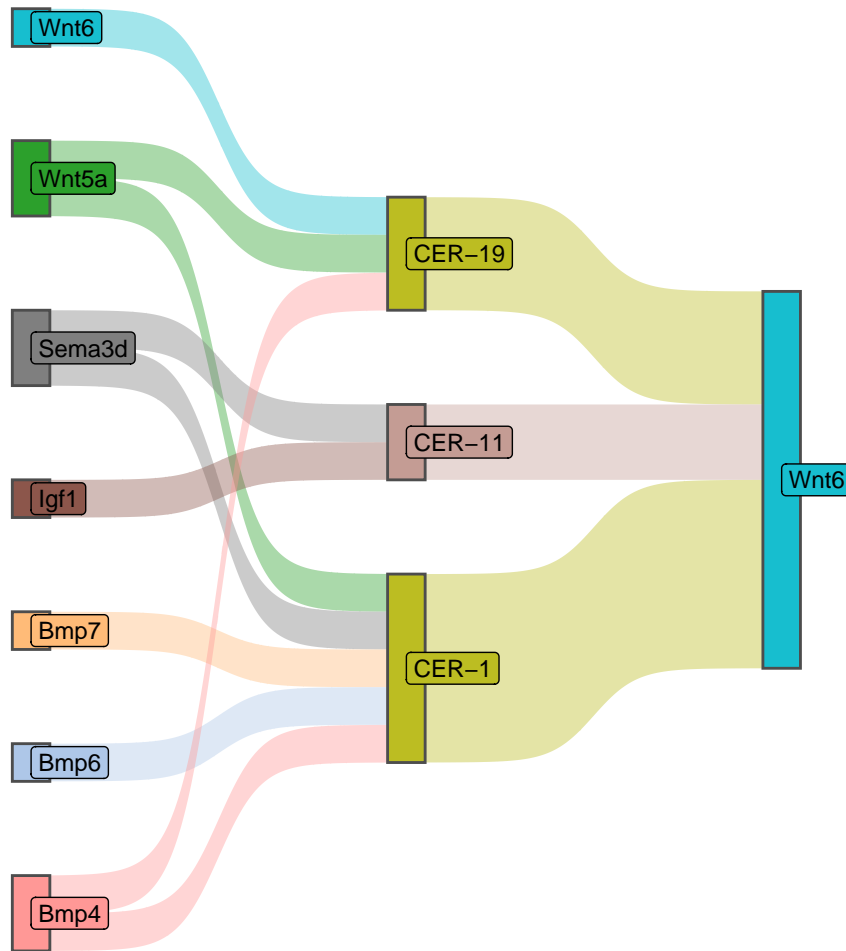 Wnt6
Wnt5a
Sema3d
Igf1
Bmp7
Bmp6
Bmp4
CER−19
CER−11
CER−1
Wnt6